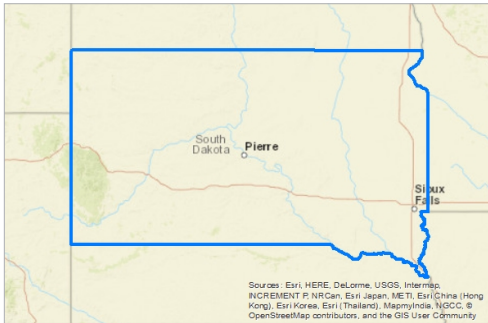 South
Dakota
Pierre
Sioux
Falls
Sources: Esri, HERE, DeLorme, USGS, Intermap,
INCREMENT P, NRCan, Esri Japan, METI, Esri China (Hong
Kong), Esri Korea, Esri (Thailand), MapmyIndia, NGCC, ©
OpenStreetMap contributors, and the GIS User Community